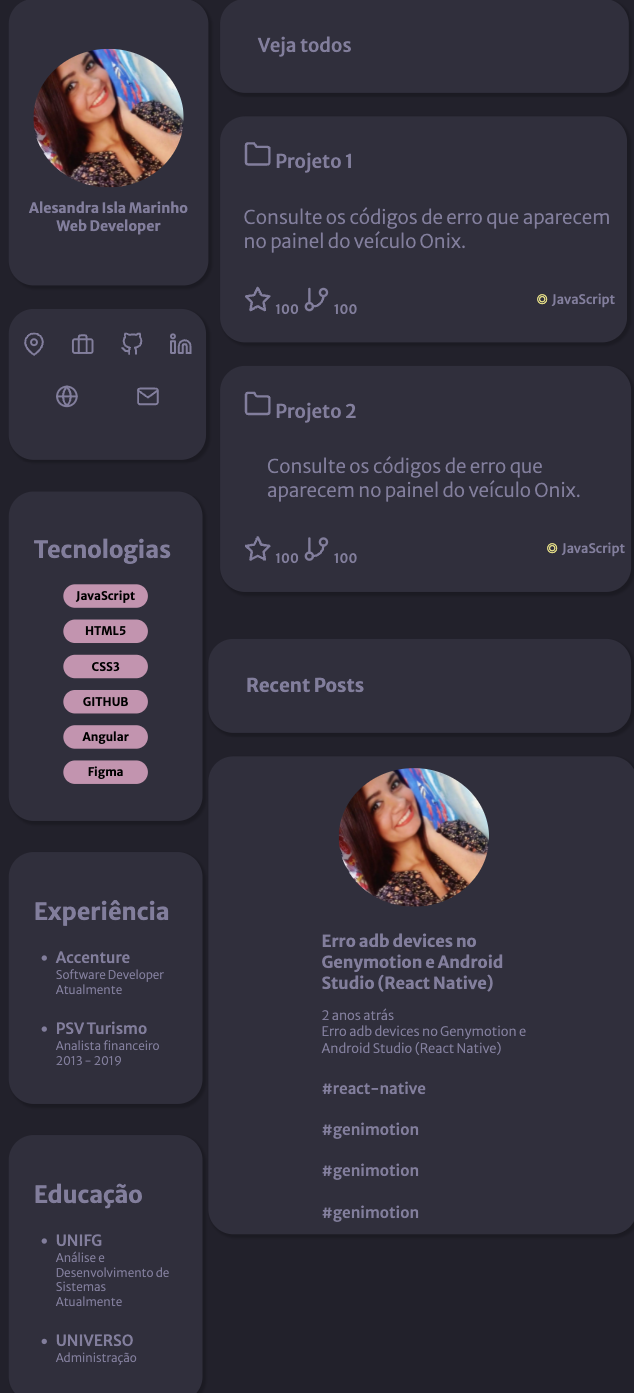 Alesandra Isla Marinho
Web Developer
Tecnologias
JavaScript
HTML5
CSS3
GITHUB
Angular
Figma
Experiência
Accenture
Software Developer
Atualmente
PSV Turismo
Analista financeiro
2013 - 2019
Educação
UNIFG
Análise e
Desenvolvimento de
Sistemas
Atualmente
UNIVERSO
Administração
Veja todos
Projeto 1
Consulte os códigos de erro que aparecem
no painel do veículo Onix.
100 100 JavaScript
Projeto 2
Consulte os códigos de erro que
aparecem no painel do veículo Onix.
100 100 JavaScript
Recent Posts
Erro adb devices no
Genymotion e Android
Studio (React Native)
2 anos atrás
Erro adb devices no Genymotion e
Android Studio (React Native)
#react-native
#genimotion
#genimotion
#genimotion